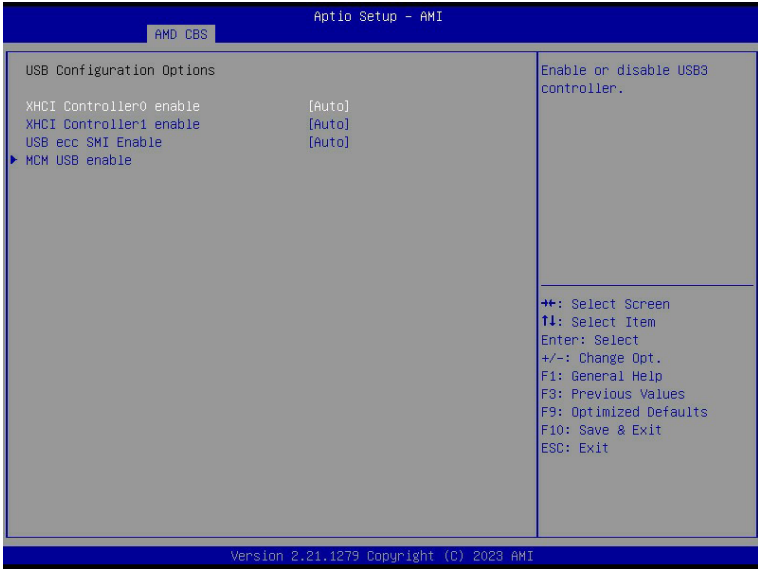 Aptio Setup – AMI
AMD CBS
USB Configuration Options
XHCI Controller0 enable [Auto]
XHCI Controller1 enable [Auto]
USB ecc SMI Enable [Auto]
MCM USB enable
Enable or disable USB3
controller.
→←: Select Screen
↑↓: Select Item
Enter: Select
+/-: Change Opt.
F1: General Help
F3: Previous Values
F9: Optimized Defaults
F10: Save & Exit
ESC: Exit
Version 2.21.1279 Copyright (C) 2023 AMI